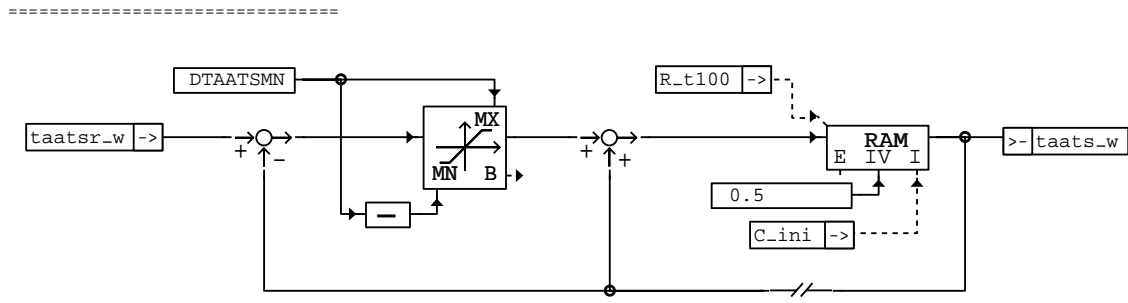 ================================
DTAATSMN
R_t100 ->
taatsr_w ->
MX
+
-
+
+
RAM
>- taats_w
MN
B
E IV I
-
0.5
C_ini ->
//